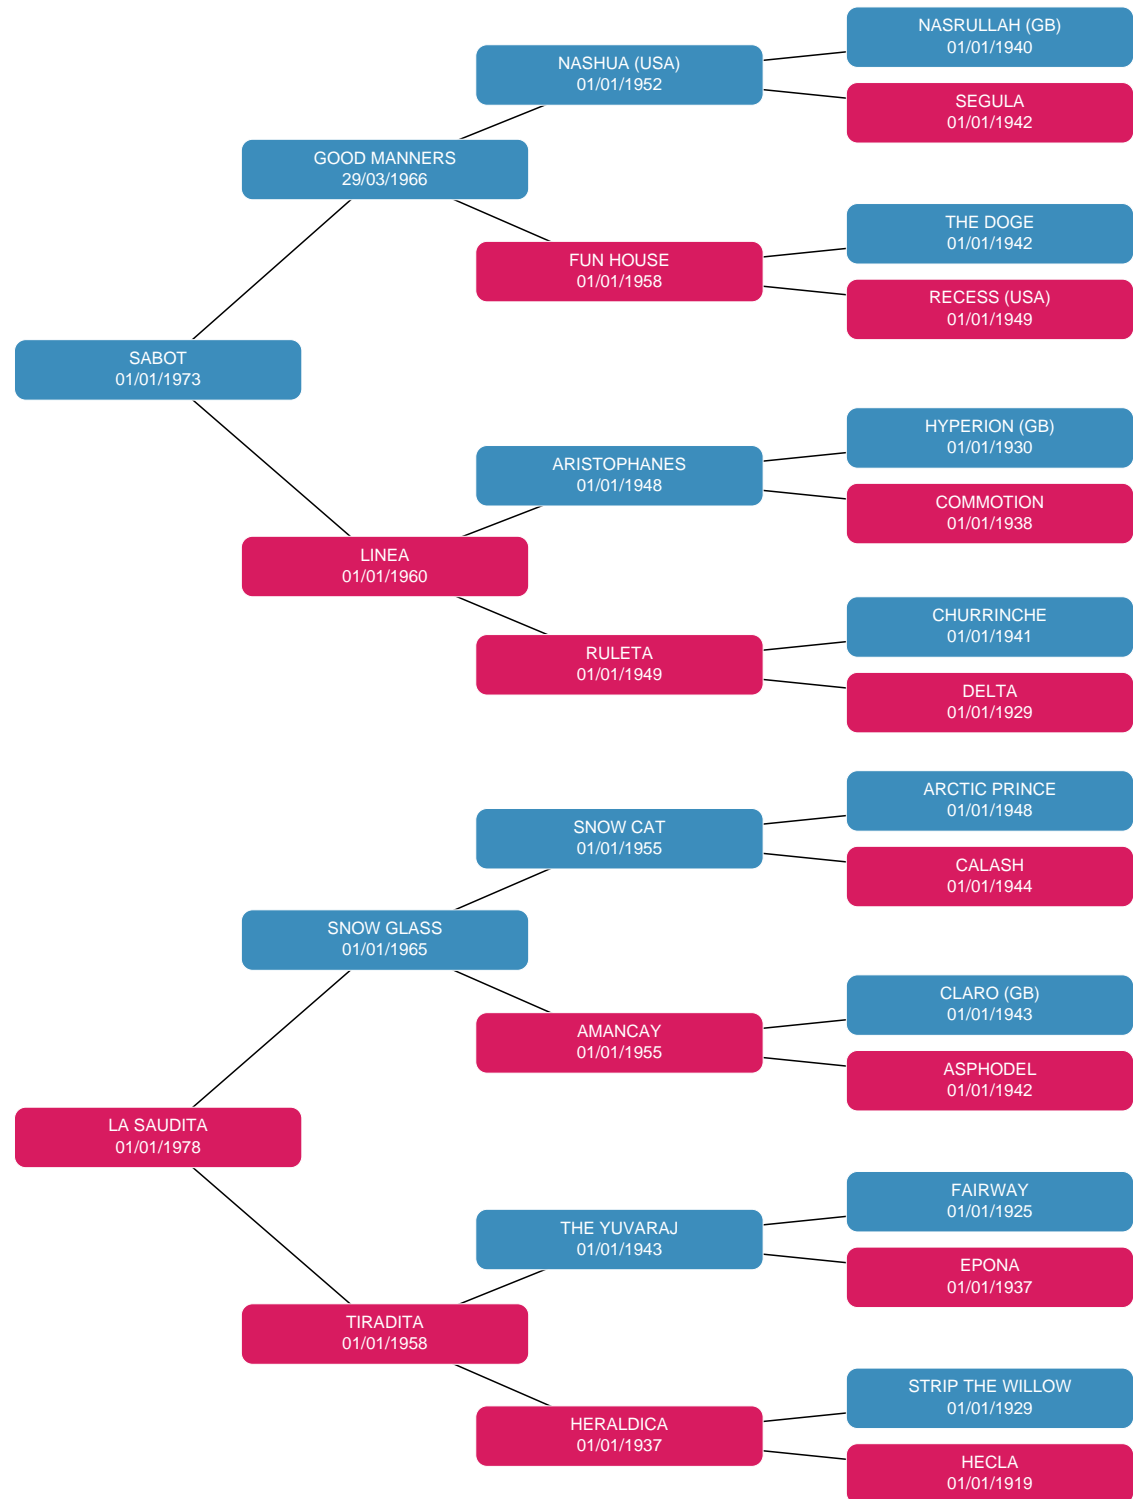 NASRULLAH (GB)
01/01/1940
NASHUA (USA)
01/01/1952
SEGULA
01/01/1942
GOOD MANNERS
29/03/1966
THE DOGE
01/01/1942
FUN HOUSE
01/01/1958
RECESS (USA)
01/01/1949
SABOT
01/01/1973
HYPERION (GB)
01/01/1930
ARISTOPHANES
01/01/1948
COMMOTION
01/01/1938
LINEA
01/01/1960
CHURRINCHE
01/01/1941
RULETA
01/01/1949
DELTA
01/01/1929
ARCTIC PRINCE
01/01/1948
SNOW CAT
01/01/1955
CALASH
01/01/1944
SNOW GLASS
01/01/1965
CLARO (GB)
01/01/1943
AMANCAY
01/01/1955
ASPHODEL
01/01/1942
LA SAUDITA
01/01/1978
FAIRWAY
01/01/1925
THE YUVARAJ
01/01/1943
EPONA
01/01/1937
TIRADITA
01/01/1958
STRIP THE WILLOW
01/01/1929
HERALDICA
01/01/1937
HECLA
01/01/1919